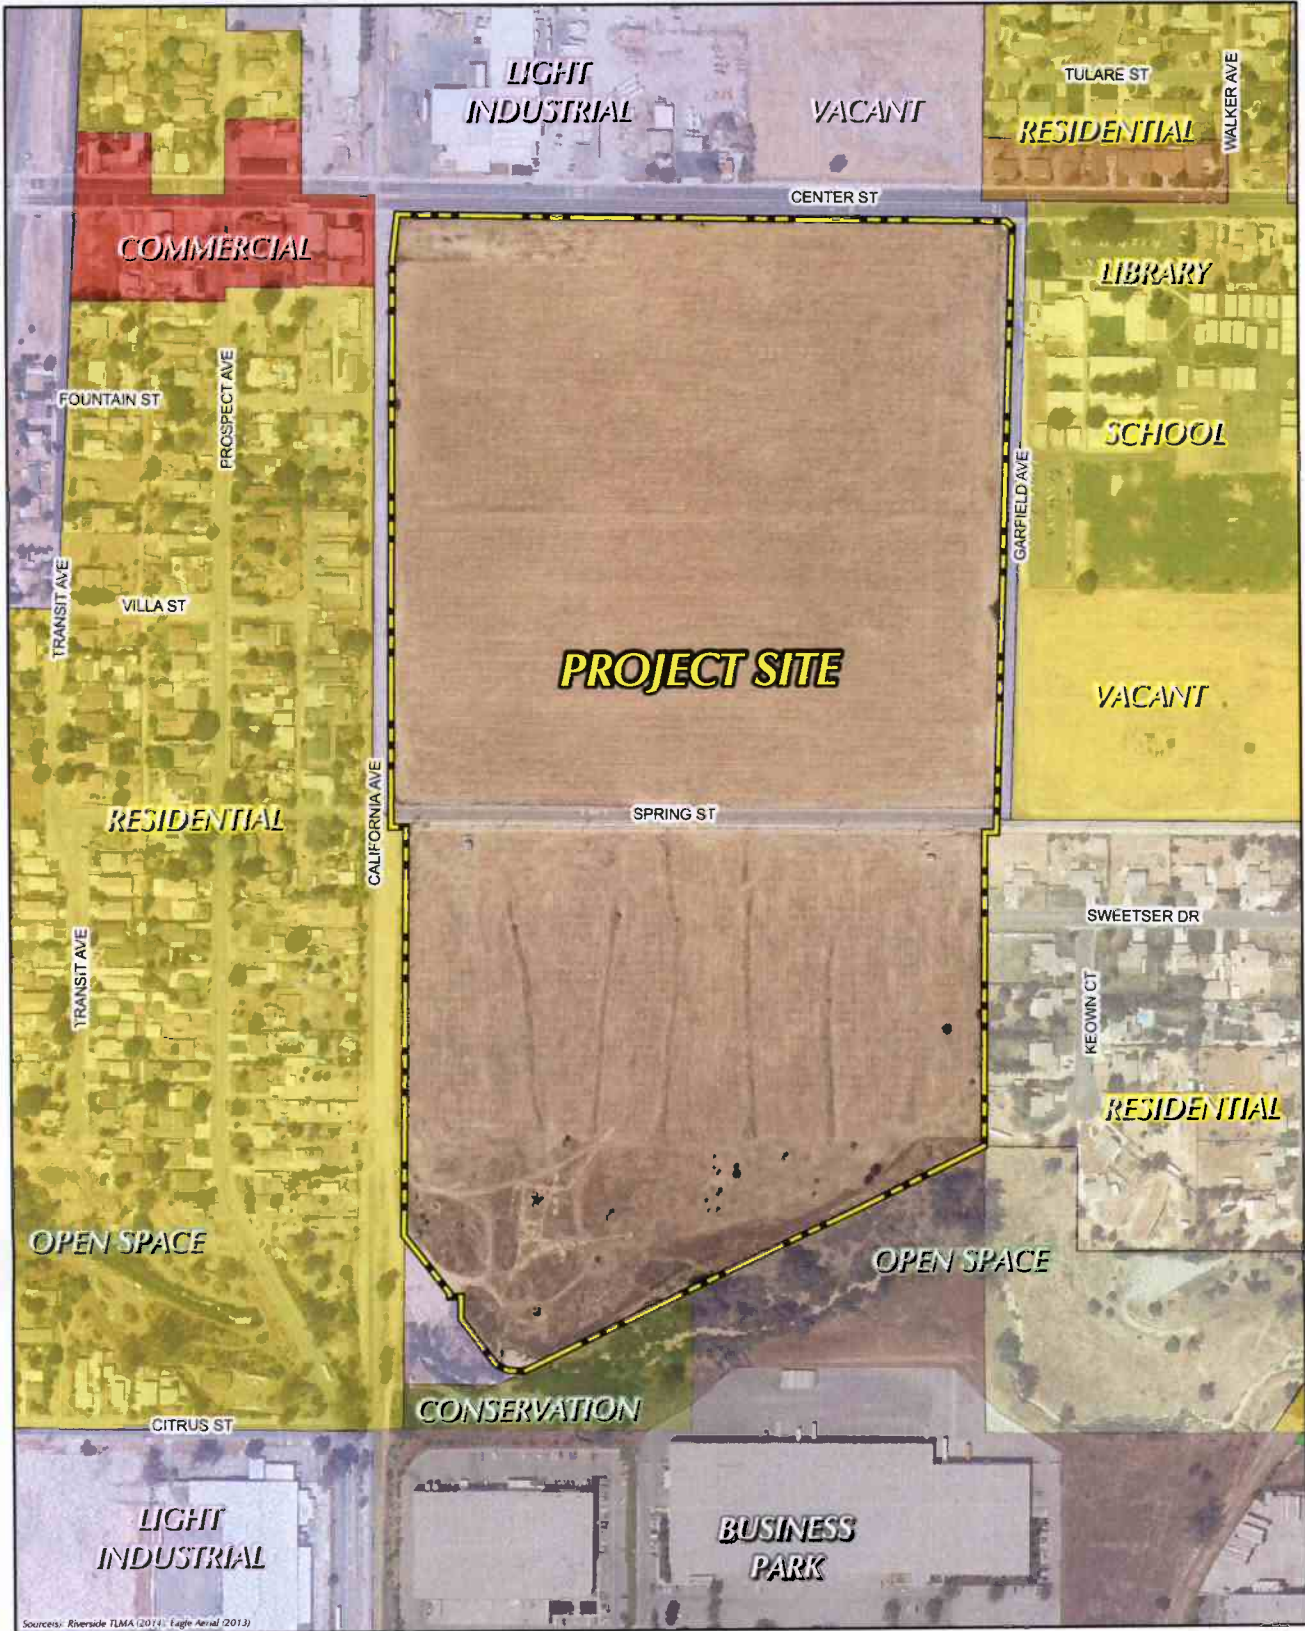 LIGHT
INDUSTRIAL
VACANT
TULARE ST
WALKER AVE
RESIDENTIAL
CENTER ST
COMMERCIAL
LIBRARY
FOUNTAIN ST
PROSPECT AVE
SCHOOL
GARFIELD AVE
TRANSIT AVE
VILLA ST
PROJECT SITE
VACANT
RESIDENTIAL
CALIFORNIA AVE
SPRING ST
SWEETSER DR
TRANSIT AVE
KEOWN CT
RESIDENTIAL
OPEN SPACE
OPEN SPACE
CONSERVATION
CITRUS ST
LIGHT
INDUSTRIAL
BUSINESS
PARK
Source(s): Riverside TLMA (2014), Eagle Aerial (2013)